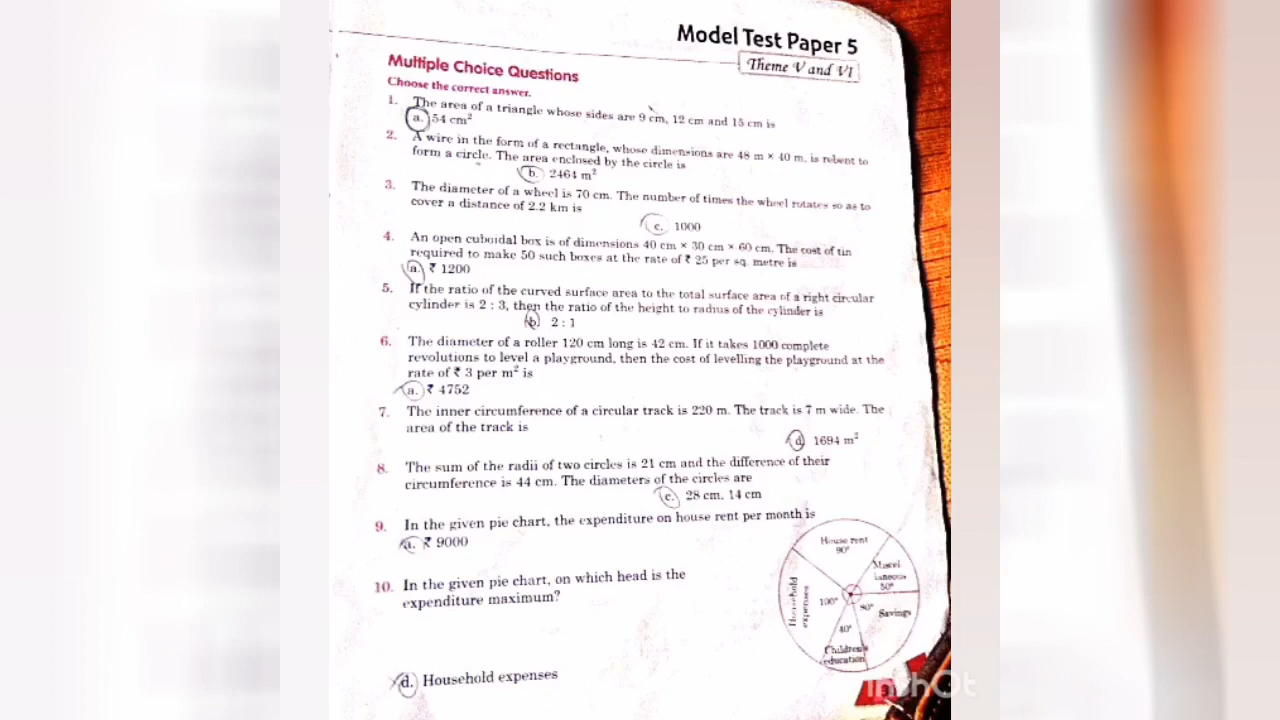 Model Test Paper 5
Theme V and VI
Multiple Choice Questions
Choose the correct answer.
1. The area of a triangle whose sides are 9 cm, 12 cm and 15 cm is
a. 54 cm²
2. A wire in the form of a rectangle, whose dimensions are 48 m × 40 m, is rebent to
form a circle. The area enclosed by the circle is
b. 2464 m²
3. The diameter of a wheel is 70 cm. The number of times the wheel rotates so as to
cover a distance of 2.2 km is
c. 1000
4. An open cuboidal box is of dimensions 40 cm × 30 cm × 60 cm. The cost of tin
required to make 50 such boxes at the rate of ₹ 25 per sq. metre is
a. ₹ 1200
5. If the ratio of the curved surface area to the total surface area of a right circular
cylinder is 2 : 3, then the ratio of the height to radius of the cylinder is
b. 2 : 1
6. The diameter of a roller 120 cm long is 42 cm. If it takes 1000 complete
revolutions to level a playground, then the cost of levelling the playground at the
rate of ₹ 3 per m² is
a. ₹ 4752
7. The inner circumference of a circular track is 220 m. The track is 7 m wide. The
area of the track is
d. 1694 m²
8. The sum of the radii of two circles is 21 cm and the difference of their
circumference is 44 cm. The diameters of the circles are
c. 28 cm, 14 cm
9. In the given pie chart, the expenditure on house rent per month is
a. ₹ 9000
House rent
90°
Miscel
laneous
50°
Household
expenses
100°
80°
Savings
40°
Children's
education
10. In the given pie chart, on which head is the
expenditure maximum?
d. Household expenses
InShOt